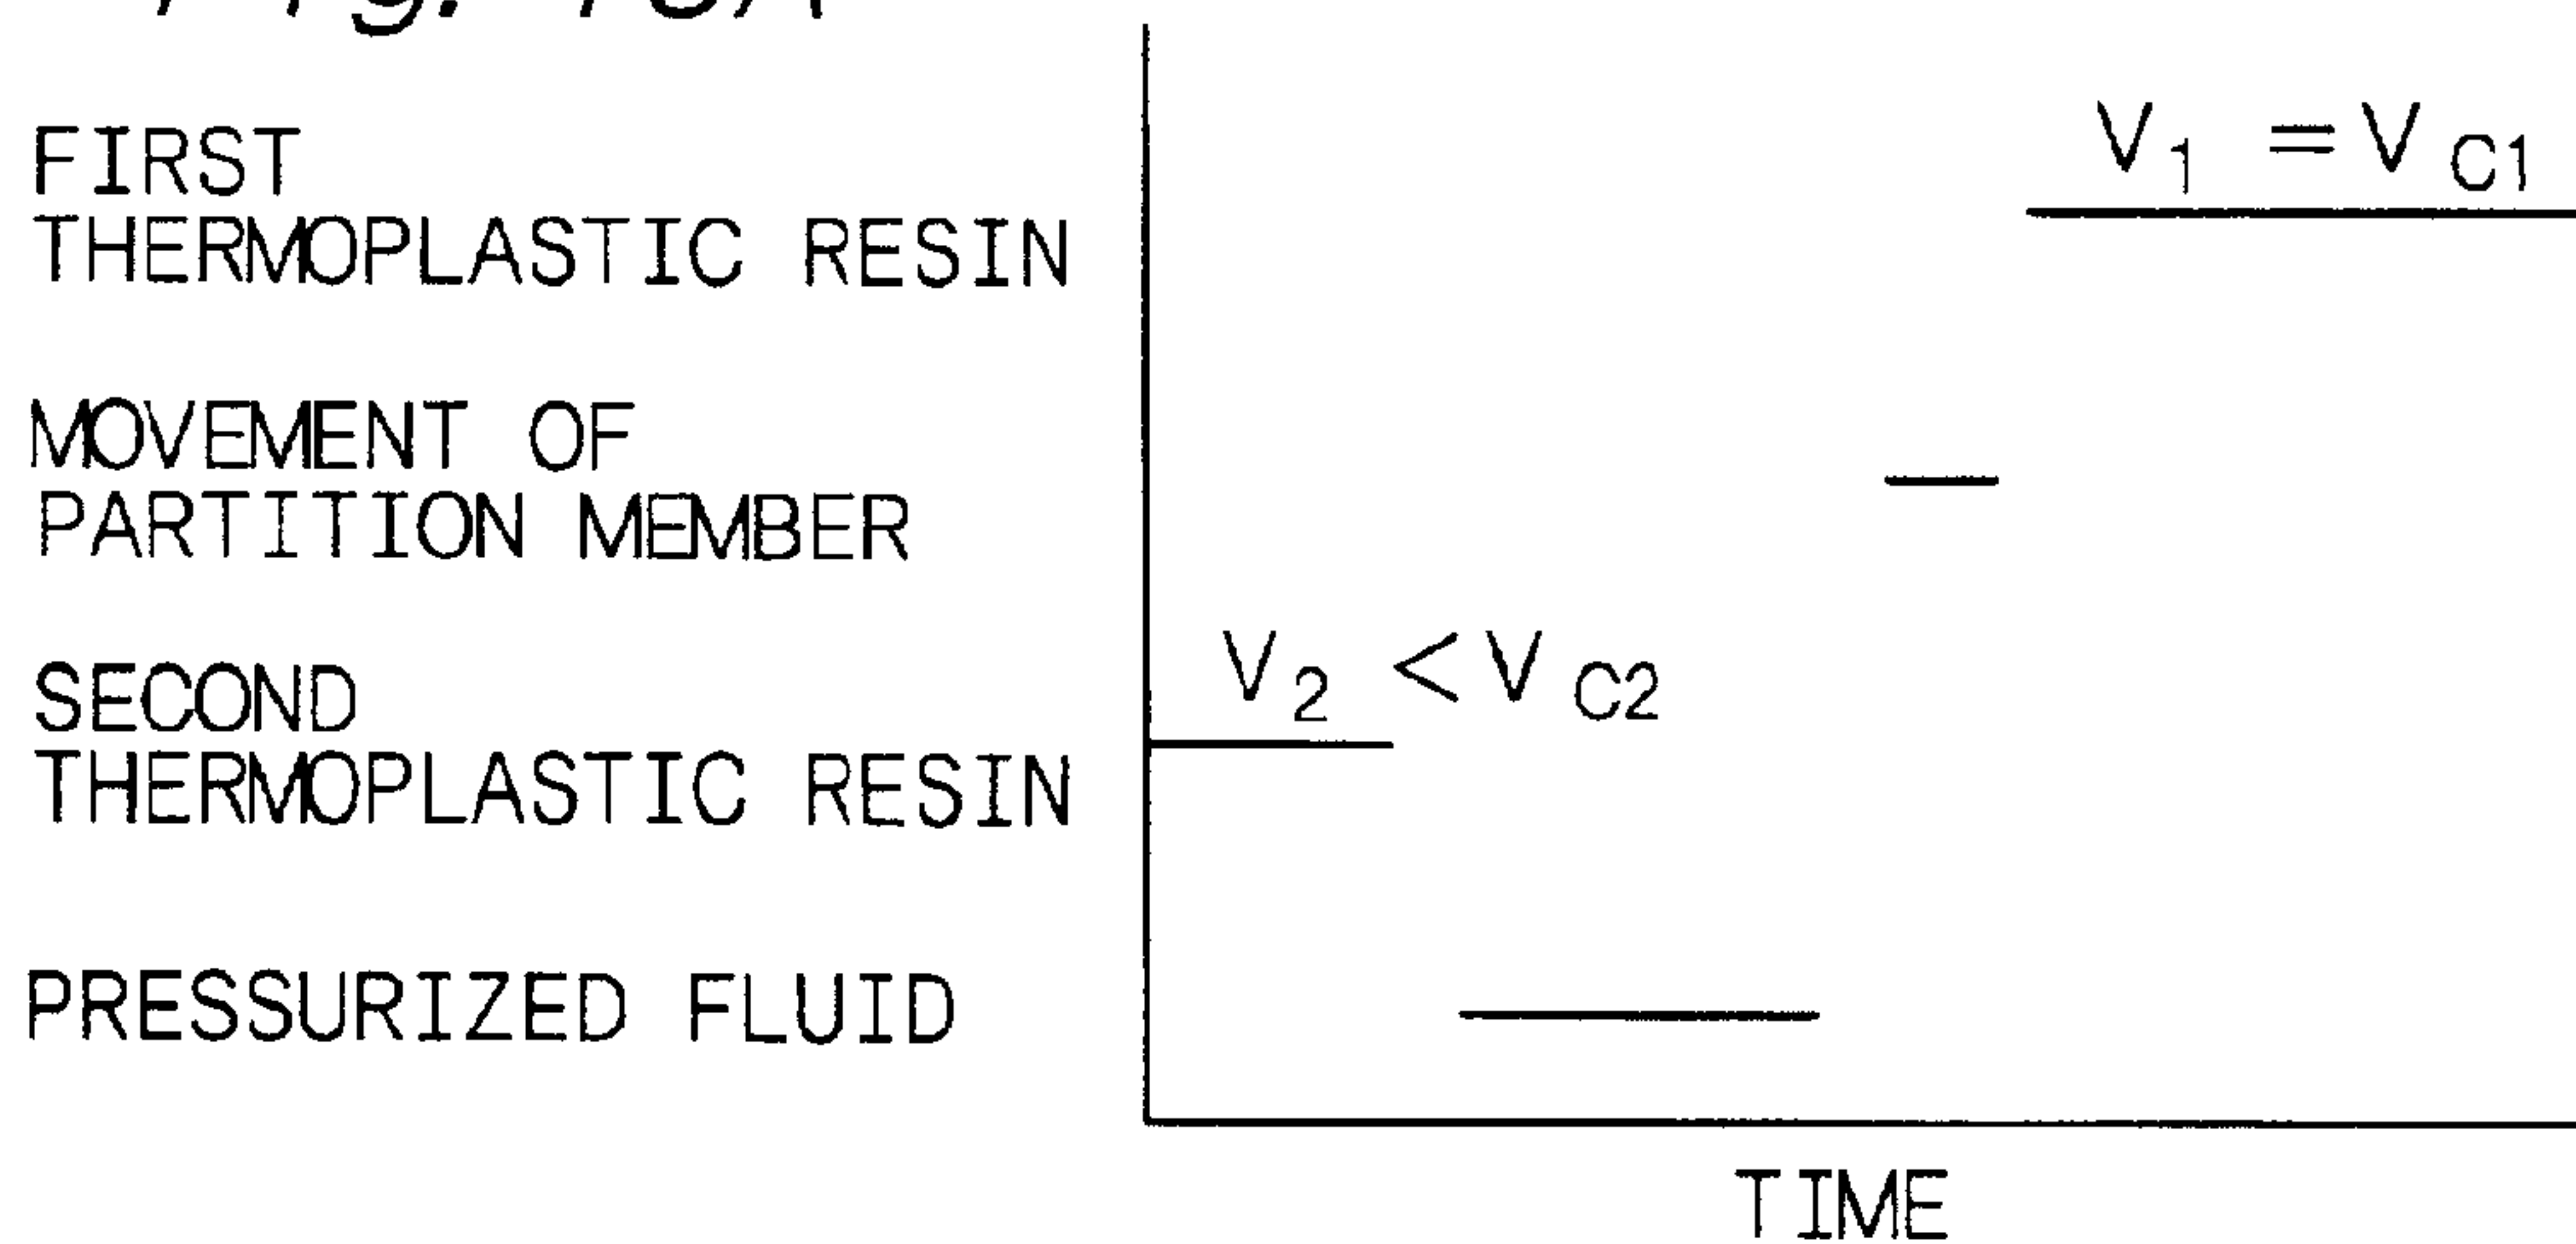 FIRST
THERMOPLASTIC RESIN
V1 = VC1
MOVEMENT OF
PARTITION MEMBER
SECOND
THERMOPLASTIC RESIN
V2 < VC2
PRESSURIZED FLUID
TIME